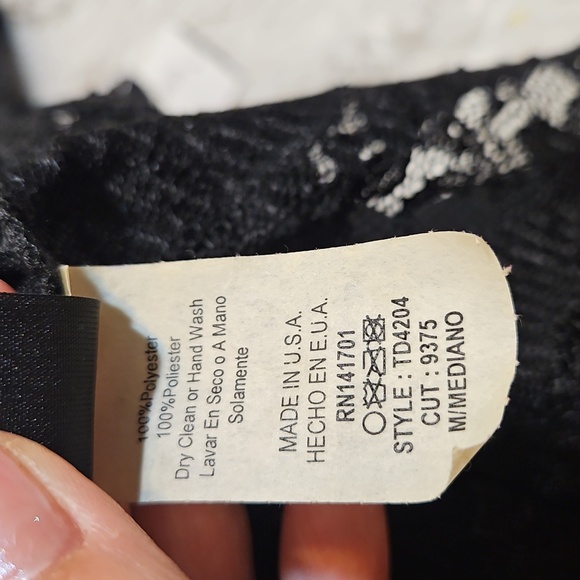 100%Polyester
100%Poliester
Dry Clean or Hand Wash
Lavar En Seco o A Mano
Solamente
MADE IN U.S.A.
HECHO EN E.U.A.
RN141701
STYLE : TD4204
CUT : 9375
M/MEDIANO